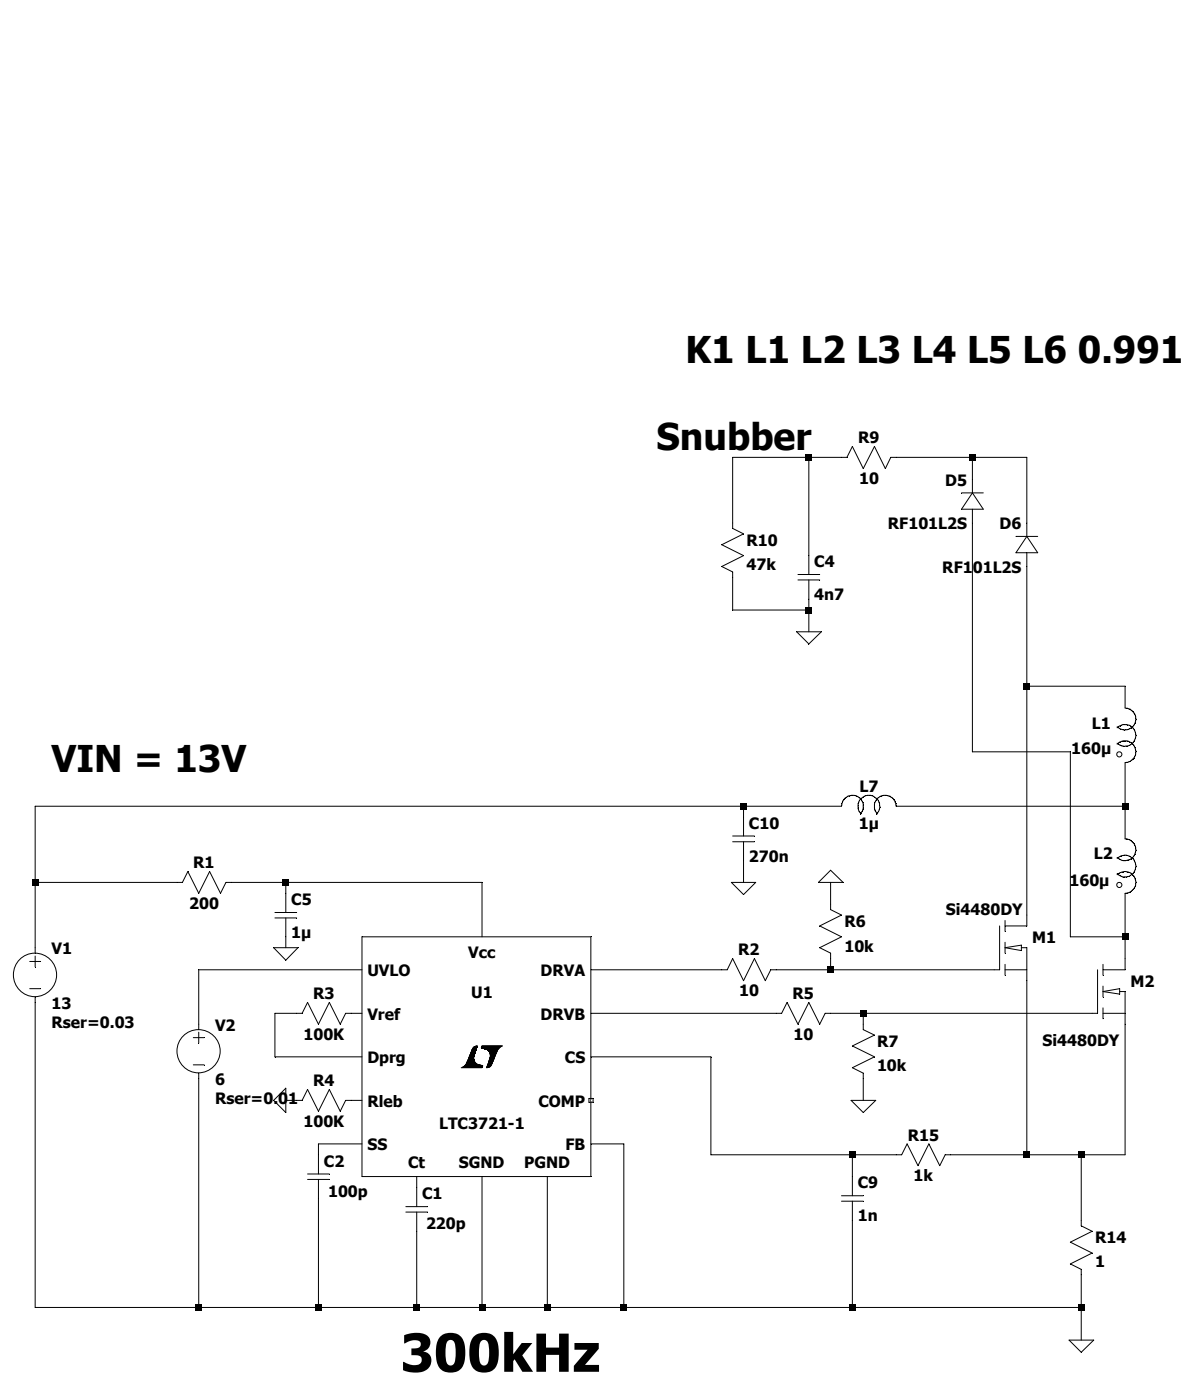 K1 L1 L2 L3 L4 L5 L6 0.991
Snubber
R9
10
D5
RF101L2S
D6
RF101L2S
R10
47k
C4
4n7
L1
160µ
VIN = 13V
L7
1µ
C10
270n
L2
160µ
R1
200
C5
1µ
Si4480DY
M1
R6
10k
V1
13
Rser=0.03
Vcc
UVLO
DRVA
U1
R2
10
M2
Si4480DY
R3
100K
Vref
DRVB
R5
10
V2
6
Rser=0.01
Dprg
CS
R7
10k
R4
100K
Rleb
COMP
LTC3721-1
SS
FB
Ct
SGND
PGND
R15
1k
C2
100p
C1
220p
C9
1n
R14
1
300kHz